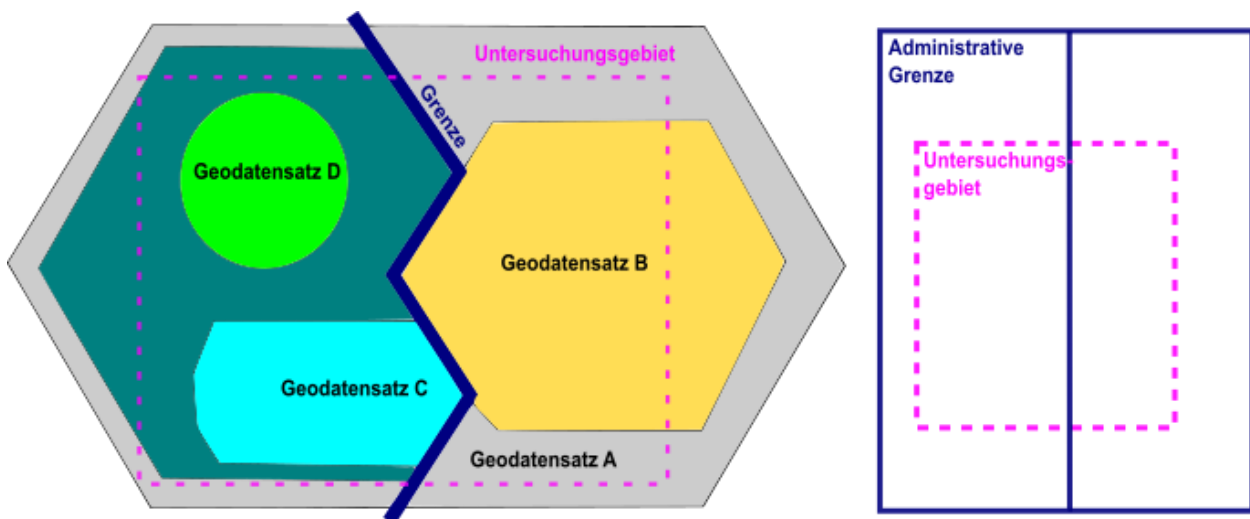 Untersuchungsgebiet
Grenze
Geodatensatz D
Geodatensatz B
Geodatensatz C
Geodatensatz A
Administrative
Grenze
Untersuchungs-
gebiet